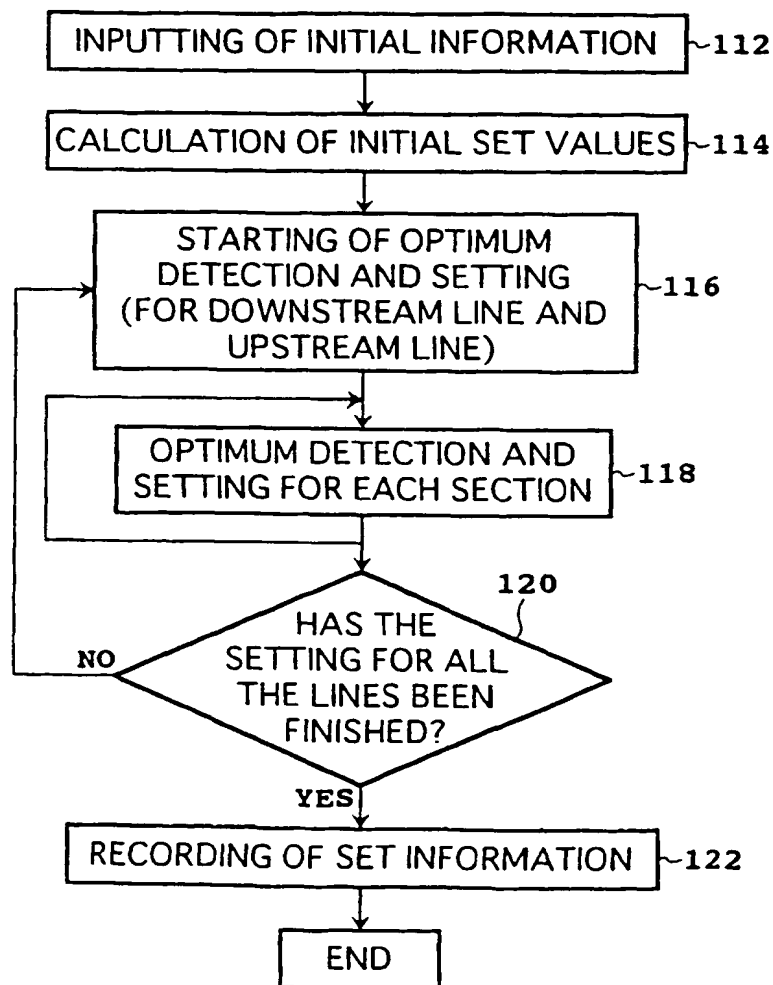 INPUTTING OF INITIAL INFORMATION 112
CALCULATION OF INITIAL SET VALUES 114
STARTING OF OPTIMUM
DETECTION AND SETTING
(FOR DOWNSTREAM LINE AND
UPSTREAM LINE)
116
OPTIMUM DETECTION AND
SETTING FOR EACH SECTION
118
120
HAS THE
SETTING FOR ALL
THE LINES BEEN
FINISHED?
NO
YES
RECORDING OF SET INFORMATION 122
END